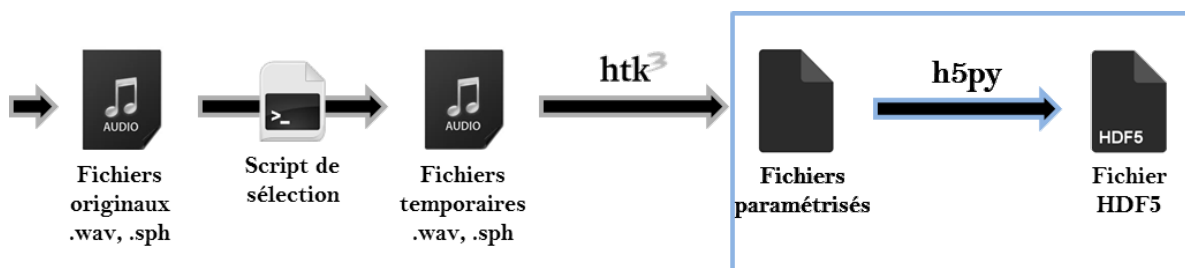 AUDIO
Fichiers
originaux
.wav, .sph
>_
Script de
sélection
AUDIO
Fichiers
temporaires
.wav, .sph
htk3
Fichiers
paramétrisés
h5py
HDF5
Fichier
HDF5